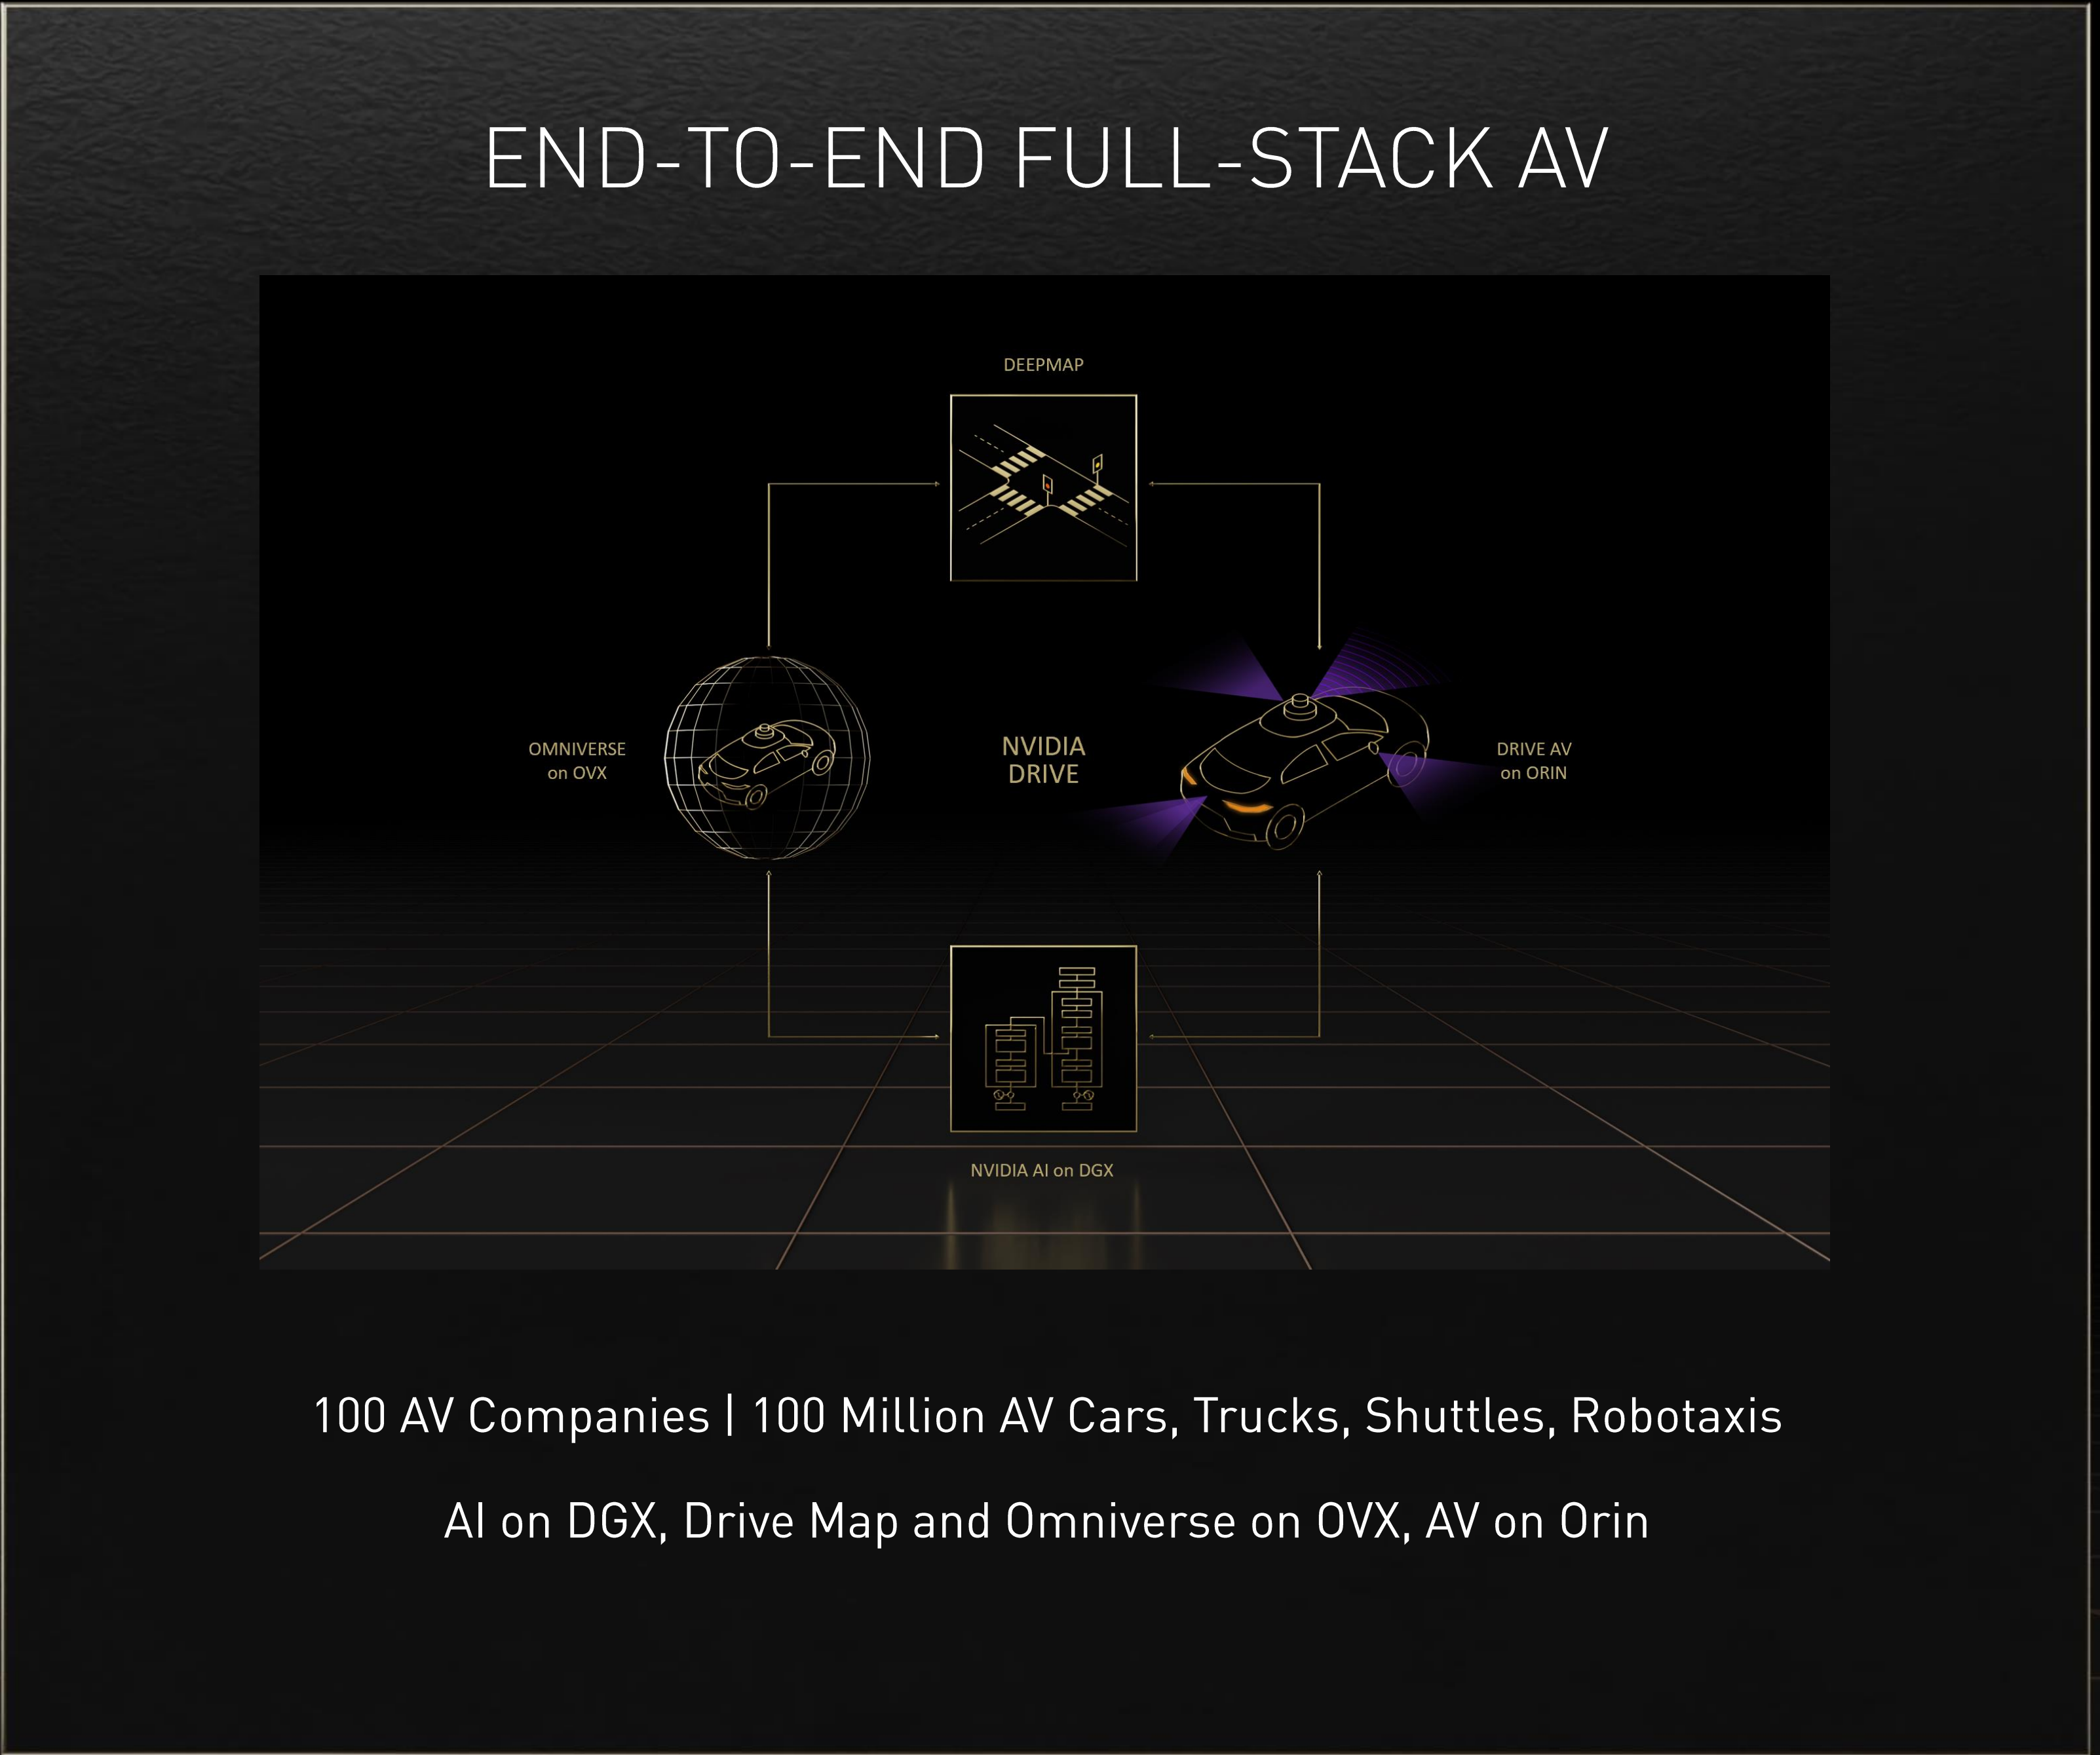 END-TO-END FULL-STACK AV
DEEPMAP
OMNIVERSE
on OVX
NVIDIA
DRIVE
DRIVE AV
on ORIN
NVIDIA AI on DGX
100 AV Companies | 100 Million AV Cars, Trucks, Shuttles, Robotaxis
AI on DGX, Drive Map and Omniverse on OVX, AV on Orin